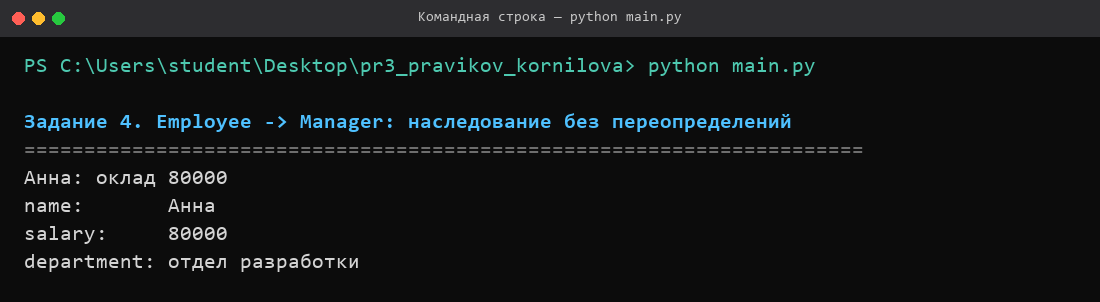 Командная строка — python main.py
PS C:\Users\student\Desktop\pr3_pravikov_kornilova> python main.py
Задание 4. Employee -> Manager: наследование без переопределений
======================================================================
Анна: оклад 80000
name:       Анна
salary:     80000
department: отдел разработки